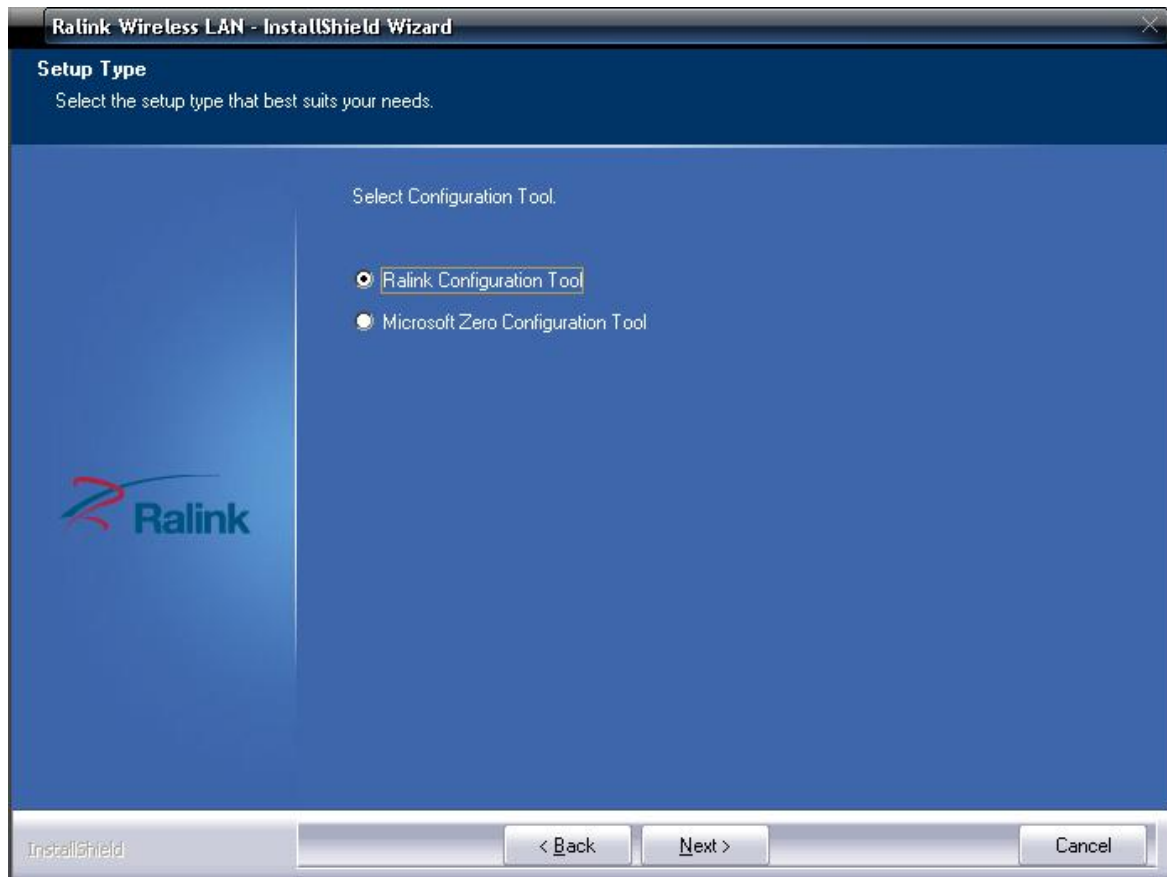 Ralink Wireless LAN - InstallShield Wizard
Setup Type
Select the setup type that best suits your needs.
Select Configuration Tool.
Ralink Configuration Tool
Microsoft Zero Configuration Tool
Ralink
InstallShield
< Back
Next >
Cancel